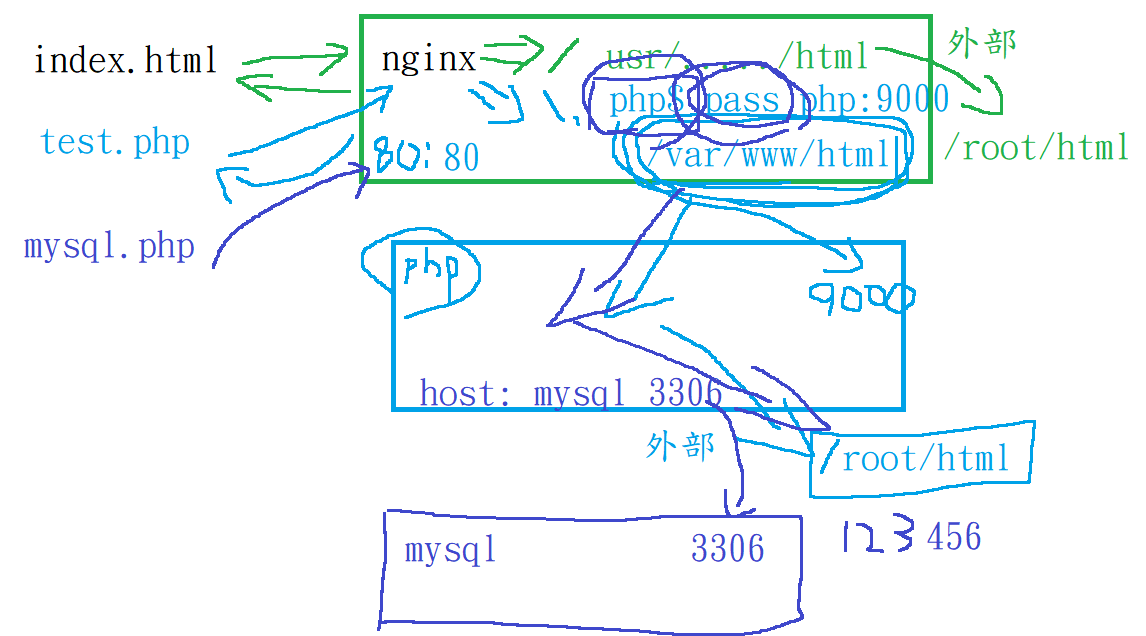 index.html
nginx
usr/...../html
外部
\.php$ pass php:9000
test.php
80:80
/var/www/html
/root/html
mysql.php
php
9000
host: mysql 3306
外部
/root/html
mysql
3306
123456